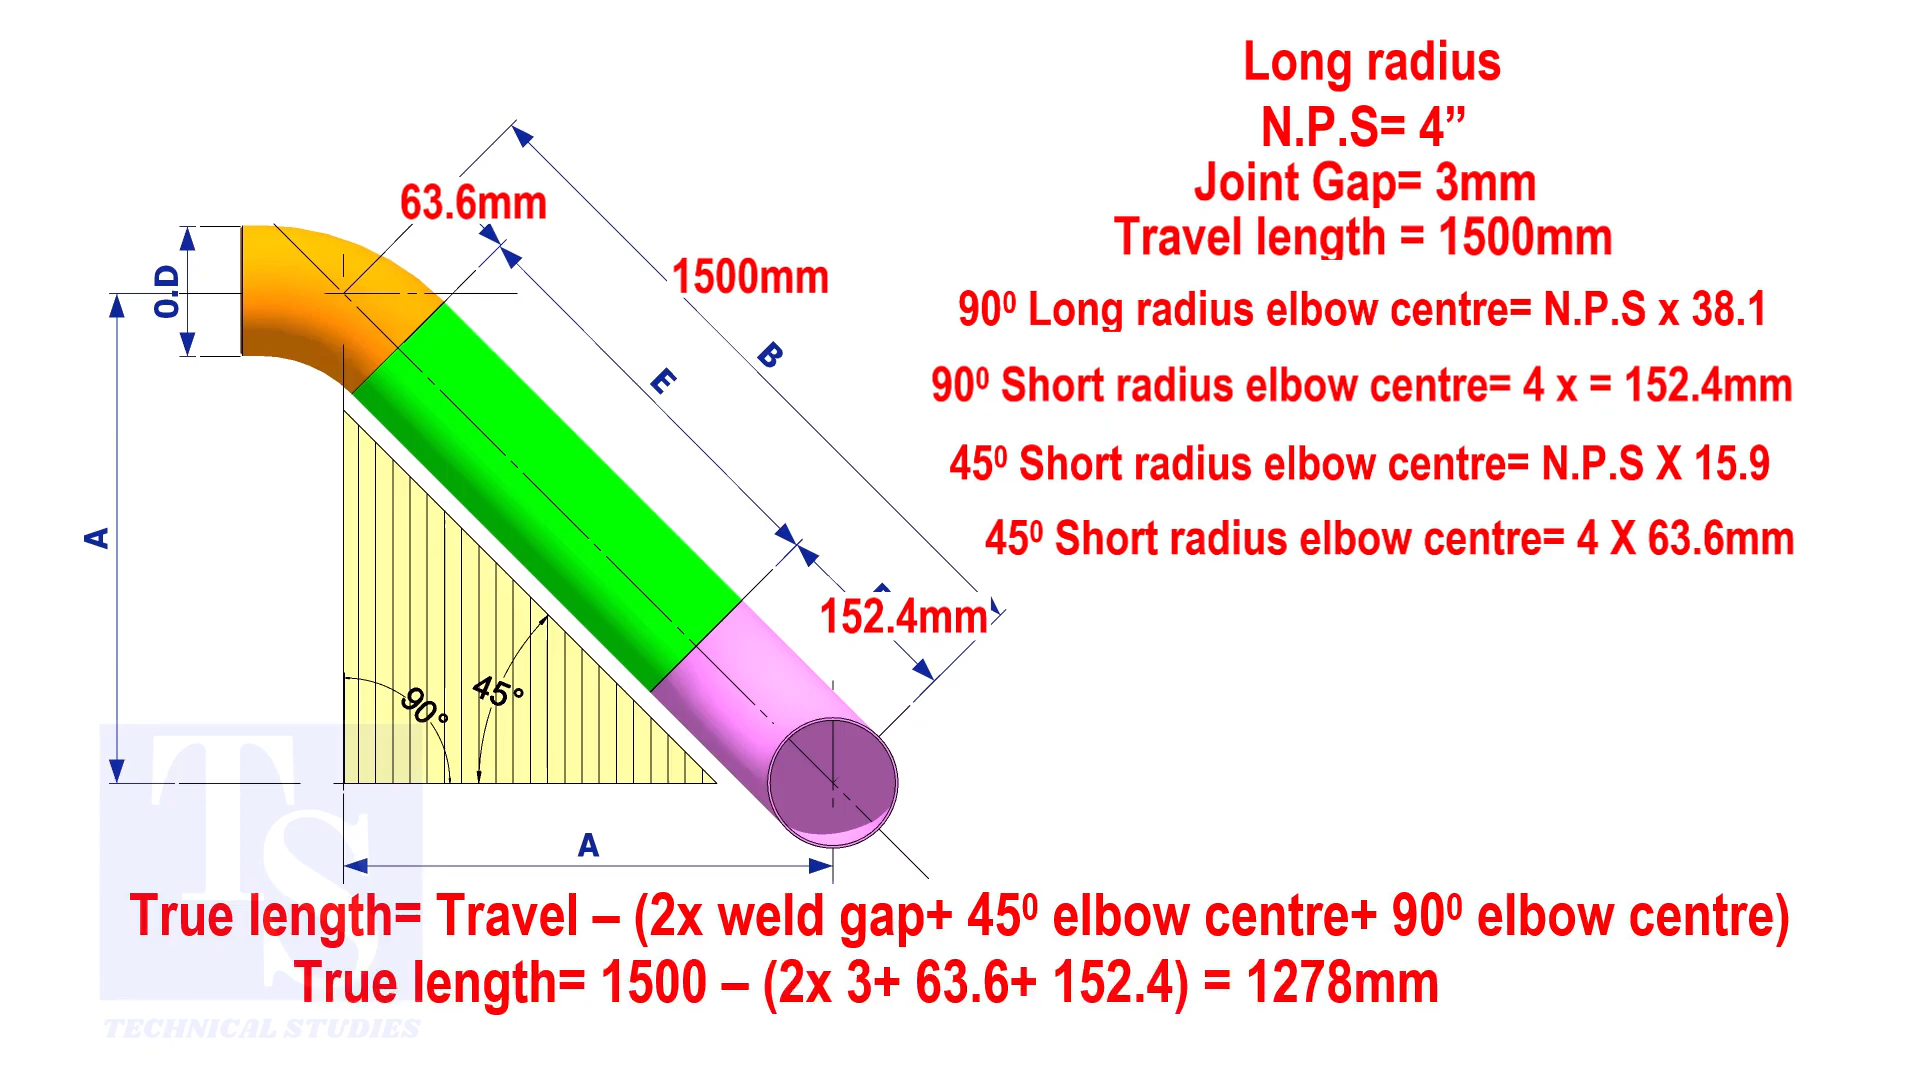 Long radius
N.P.S= 4”
Joint Gap= 3mm
Travel length = 1500mm
90⁰ Long radius elbow centre= N.P.S x 38.1
90⁰ Short radius elbow centre= 4 x = 152.4mm
45⁰ Short radius elbow centre= N.P.S X 15.9
45⁰ Short radius elbow centre= 4 X 63.6mm
63.6mm
1500mm
O.D
B
E
A
152.4mm
90°
45°
A
TS
TECHNICAL STUDIES
True length= Travel – (2x weld gap+ 45⁰ elbow centre+ 90⁰ elbow centre)
True length= 1500 – (2x 3+ 63.6+ 152.4) = 1278mm